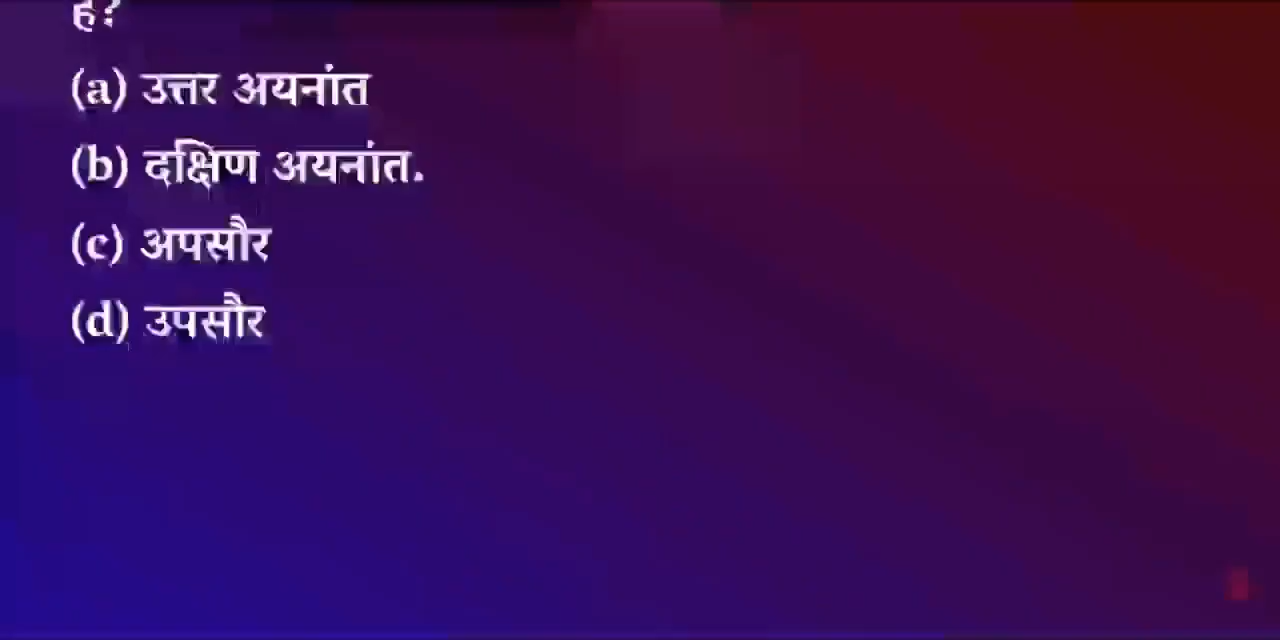 है?
(a) उत्तर अयनांत
(b) दक्षिण अयनांत.
(c) अपसौर
(d) उपसौर